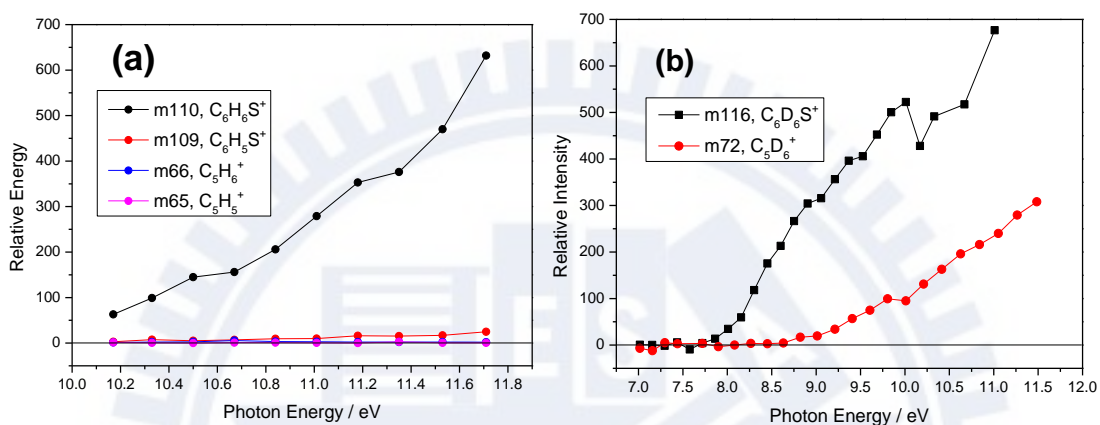 (a)
m110, C6H6S+
m109, C6H5S+
m66, C5H6+
m65, C5H5+
Relative Energy
700
600
500
400
300
200
100
0
10.0 10.2 10.4 10.6 10.8 11.0 11.2 11.4 11.6 11.8
Photon Energy / eV
(b)
m116, C6D6S+
m72, C5D6+
Relative Intensity
700
600
500
400
300
200
100
0
7.0 7.5 8.0 8.5 9.0 9.5 10.0 10.5 11.0 11.5 12.0
Photon Energy / eV